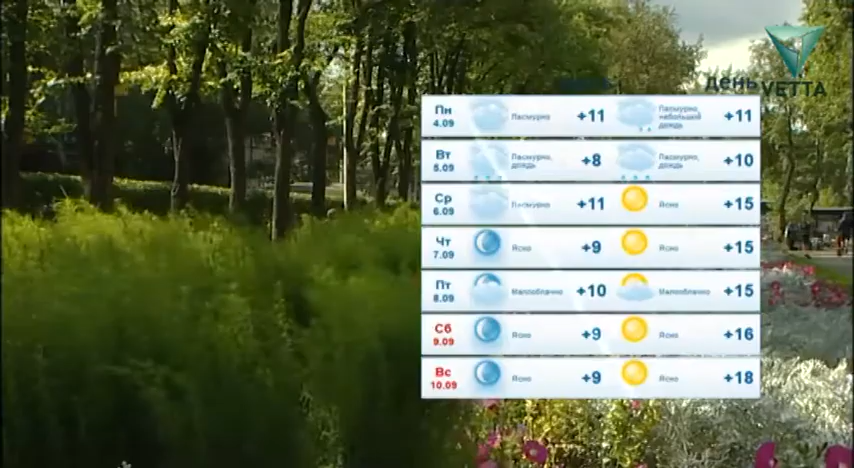 VETTA
день
Пн
4.09
Пасмурно
+11
Пасмурно,
небольшой
дождь
+11
Вт
5.09
Пасмурно,
дождь
+8
Пасмурно,
дождь
+10
Ср
6.09
Пасмурно
+11
Ясно
+15
Чт
7.09
Ясно
+9
Ясно
+15
Пт
8.09
Малооблачно
+10
Малооблачно
+15
Сб
9.09
Ясно
+9
Ясно
+16
Вс
10.09
Ясно
+9
Ясно
+18